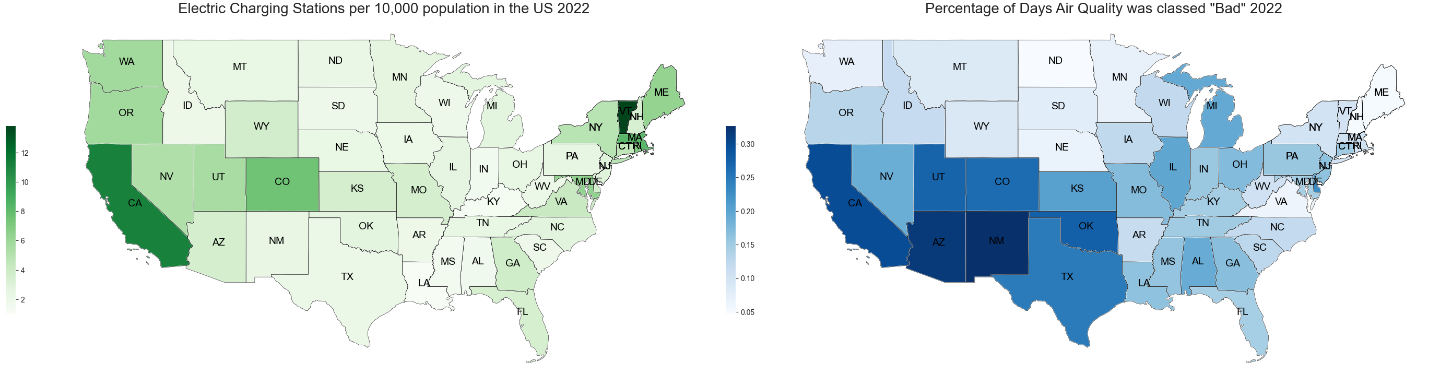 Electric Charging Stations per 10,000 population in the US 2022
WA
MT
ND
MN
ME
ID
SD
WI
MI
VT
NH
OR
WY
NY
MA
IA
CT
RI
NE
PA
NJ
NV
UT
CO
IL
IN
OH
MD
DE
CA
KS
MO
WV
VA
KY
AZ
NM
OK
AR
TN
NC
SC
MS
AL
GA
TX
LA
FL
12
10
8
6
4
2
Percentage of Days Air Quality was classed "Bad" 2022
WA
MT
ND
MN
ME
ID
SD
WI
MI
VT
NH
OR
WY
NY
MA
IA
CT
RI
NE
PA
NJ
NV
UT
CO
IL
IN
OH
MD
DE
CA
KS
MO
WV
VA
KY
AZ
NM
OK
AR
TN
NC
SC
MS
AL
GA
TX
LA
FL
0.30
0.25
0.20
0.15
0.10
0.05